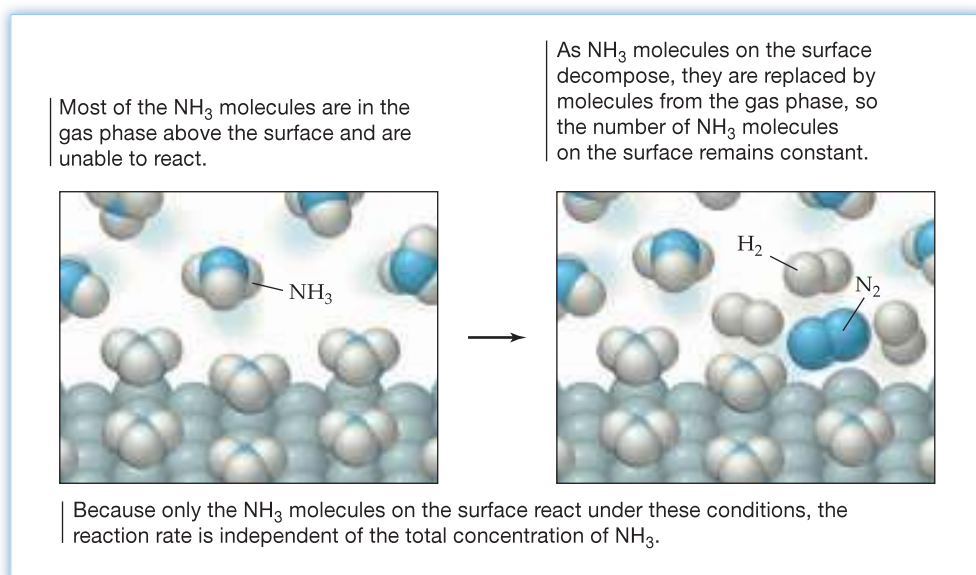 Most of the NH₃ molecules are in the
gas phase above the surface and are
unable to react.
As NH₃ molecules on the surface
decompose, they are replaced by
molecules from the gas phase, so
the number of NH₃ molecules
on the surface remains constant.
NH₃
H₂
N₂
Because only the NH₃ molecules on the surface react under these conditions, the
reaction rate is independent of the total concentration of NH₃.